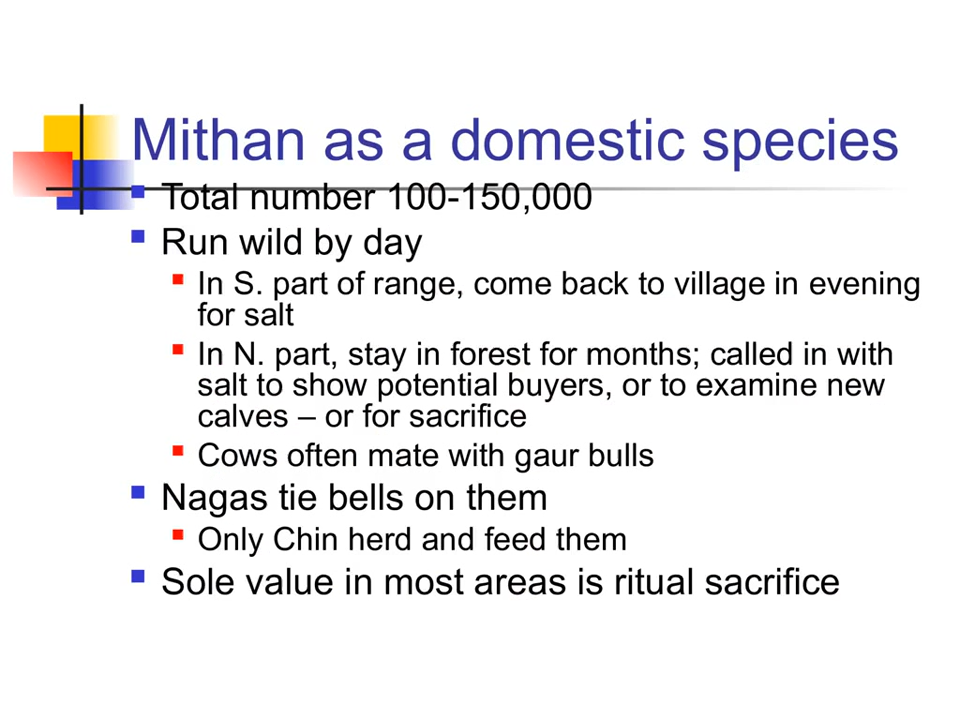 Mithan as a domestic species
Total number 100-150,000
Run wild by day
In S. part of range, come back to village in evening
for salt
In N. part, stay in forest for months; called in with
salt to show potential buyers, or to examine new
calves – or for sacrifice
Cows often mate with gaur bulls
Nagas tie bells on them
Only Chin herd and feed them
Sole value in most areas is ritual sacrifice